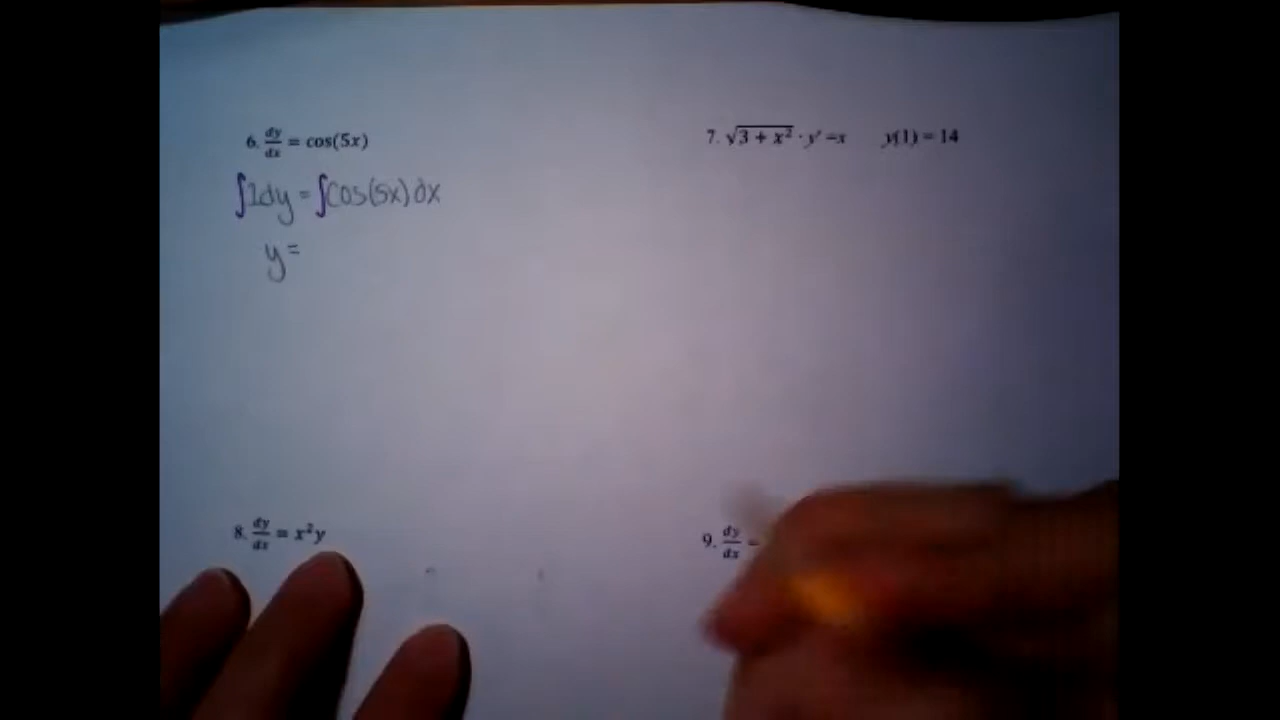 6. dy/dx = cos(5x)
∫1dy = ∫cos(5x)dx
y =
7. √3 + x² · y' =x    y(1) = 14
8. dy/dx = x²y
9. dy/dx =